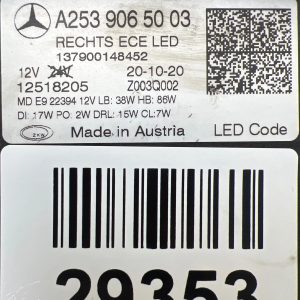 A253 906 50 03
RECHTS ECE LED
137900148452
12V 24V 20-10-20
12518205 Z003Q002
MD E9 22394 12V LB: 38W HB: 86W
DI: 17W PO: 2W DRL: 15W CL:7W
ZKS Made in Austria LED Code
29353